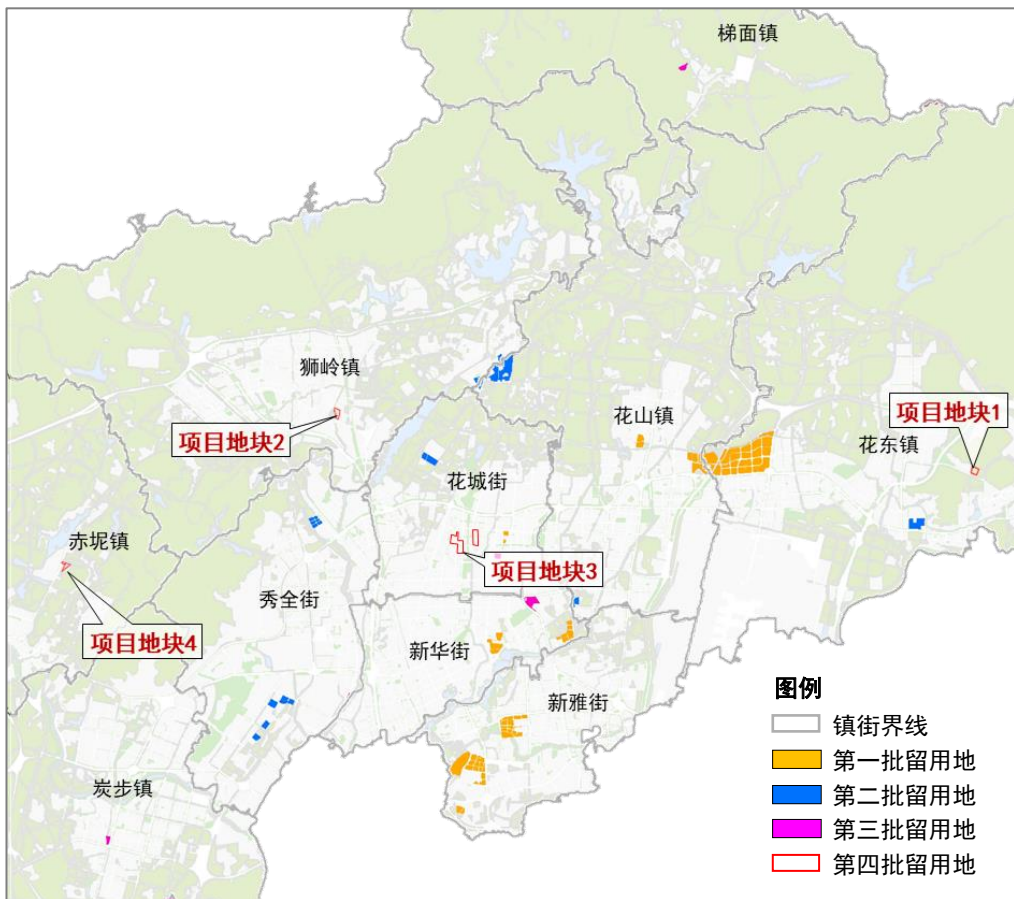 梯面镇
狮岭镇
花山镇
项目地块1
项目地块2
花东镇
花城街
赤坭镇
项目地块3
秀全街
项目地块4
新华街
新雅街
炭步镇
图例
镇街界线
第一批留用地
第二批留用地
第三批留用地
第四批留用地